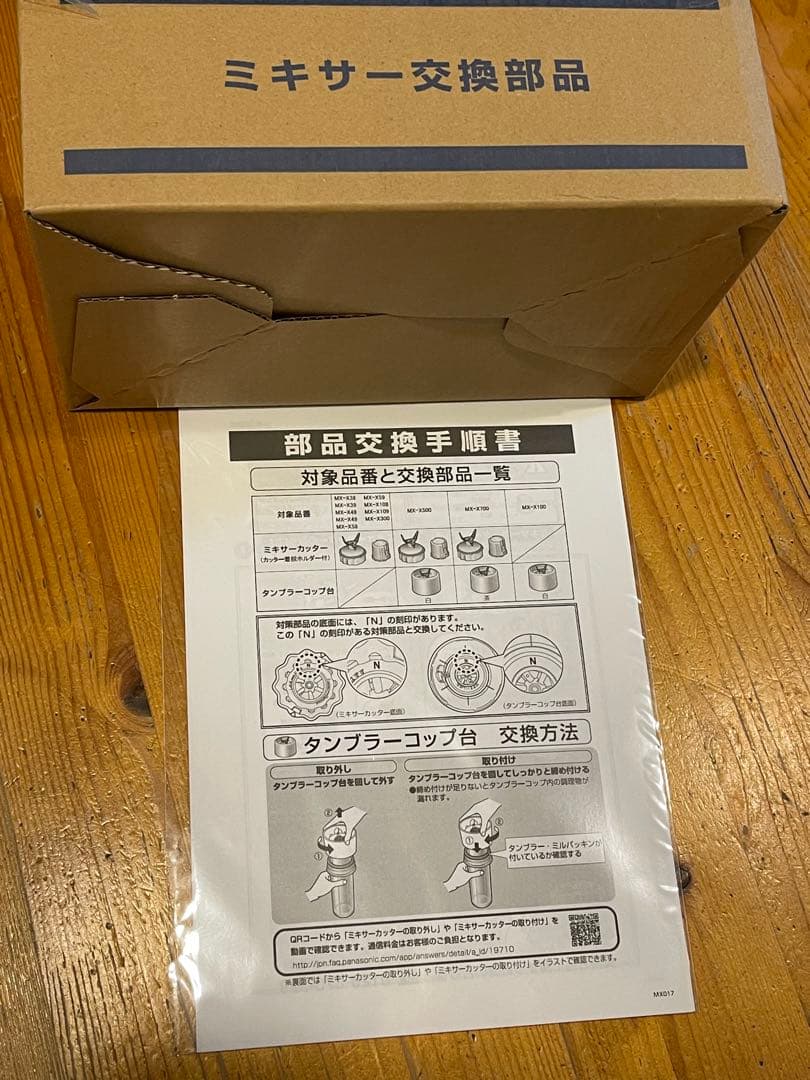 ミキサー交換部品
部品交換手順書
対象品番と交換部品一覧
対象品番
MX-X38 MX-X59
MX-X39 MX-X108
MX-X48 MX-X109
MX-X49 MX-X300
MX-X58
MX-X500
MX-X700
MX-X100
ミキサーカッター
(カッター着脱ホルダー付)
タンブラーコップ台
白
茶
白
対策部品の底面には、「N」の刻印があります。
この「N」の刻印がある対策部品と交換してください。
N
N
(ミキサーカッター底面)
(タンブラーコップ台底面)
タンブラーコップ台 交換方法
取り外し
タンブラーコップ台を回して外す
②
①
取り付け
タンブラーコップ台を回してしっかりと締め付ける
●締め付けが足りないとタンブラーコップ内の調理物が
漏れます。
②
①
タンブラー・ミルパッキンが
付いているか確認する
QRコードから「ミキサーカッターの取り外し」や「ミキサーカッターの取り付け」を
動画で確認できます。通信料金はお客様のご負担となります。
http://jpn.faq.panasonic.com/app/answers/detail/a_id/19710
※裏面では「ミキサーカッターの取り外し」や「ミキサーカッターの取り付け」をイラストで確認できます。
MX017